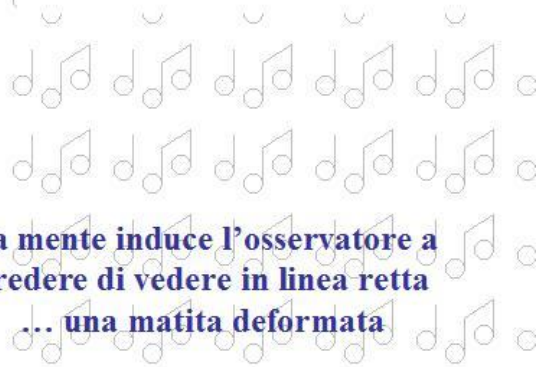 a mente induce l’osservatore a
redere di vedere in linea retta
… una matita deformata